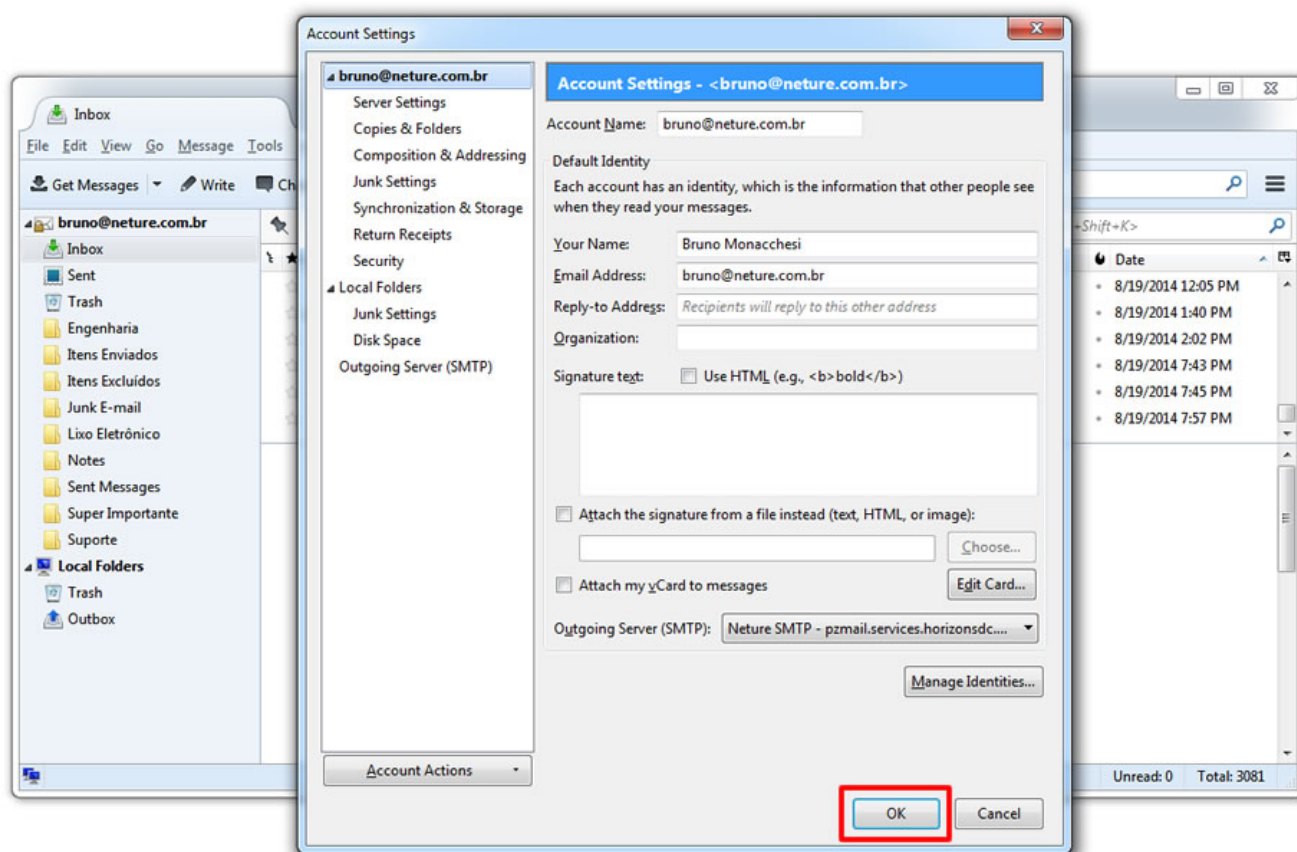 Account Settings
Inbox
File Edit View Go Message Tools
Get Messages Write Ch
bruno@neture.com.br
Inbox
Sent
Trash
Engenharia
Itens Enviados
Itens Excluídos
Junk E-mail
Lixo Eletrônico
Notes
Sent Messages
Super Importante
Suporte
Local Folders
Trash
Outbox
bruno@neture.com.br
Server Settings
Copies & Folders
Composition & Addressing
Junk Settings
Synchronization & Storage
Return Receipts
Security
Local Folders
Junk Settings
Disk Space
Outgoing Server (SMTP)
Account Actions
Account Settings - <bruno@neture.com.br>
Account Name: bruno@neture.com.br
Default Identity
Each account has an identity, which is the information that other people see
when they read your messages.
Your Name: Bruno Monacchesi
Email Address: bruno@neture.com.br
Reply-to Address: Recipients will reply to this other address
Organization:
Signature text: Use HTML (e.g., <b>bold</b>)
Attach the signature from a file instead (text, HTML, or image):
Choose...
Attach my vCard to messages Edit Card...
Outgoing Server (SMTP): Neture SMTP - pzmail.services.horizonsdc....
Manage Identities...
OK Cancel
+Shift+K>
Date
8/19/2014 12:05 PM
8/19/2014 1:40 PM
8/19/2014 2:02 PM
8/19/2014 7:43 PM
8/19/2014 7:45 PM
8/19/2014 7:57 PM
Unread: 0 Total: 3081